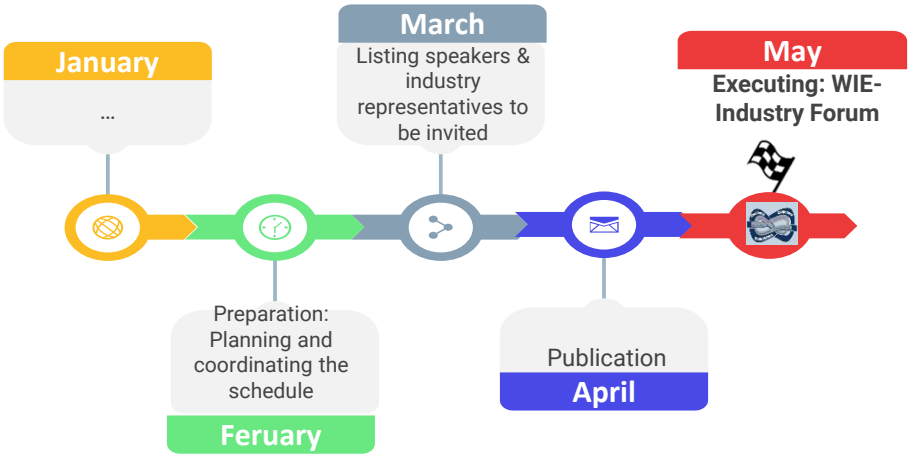 January
...
Preparation:
Planning and
coordinating the
schedule
Feruary
March
Listing speakers &
industry
representatives to
be invited
Publication
April
May
Executing: WIE-
Industry Forum